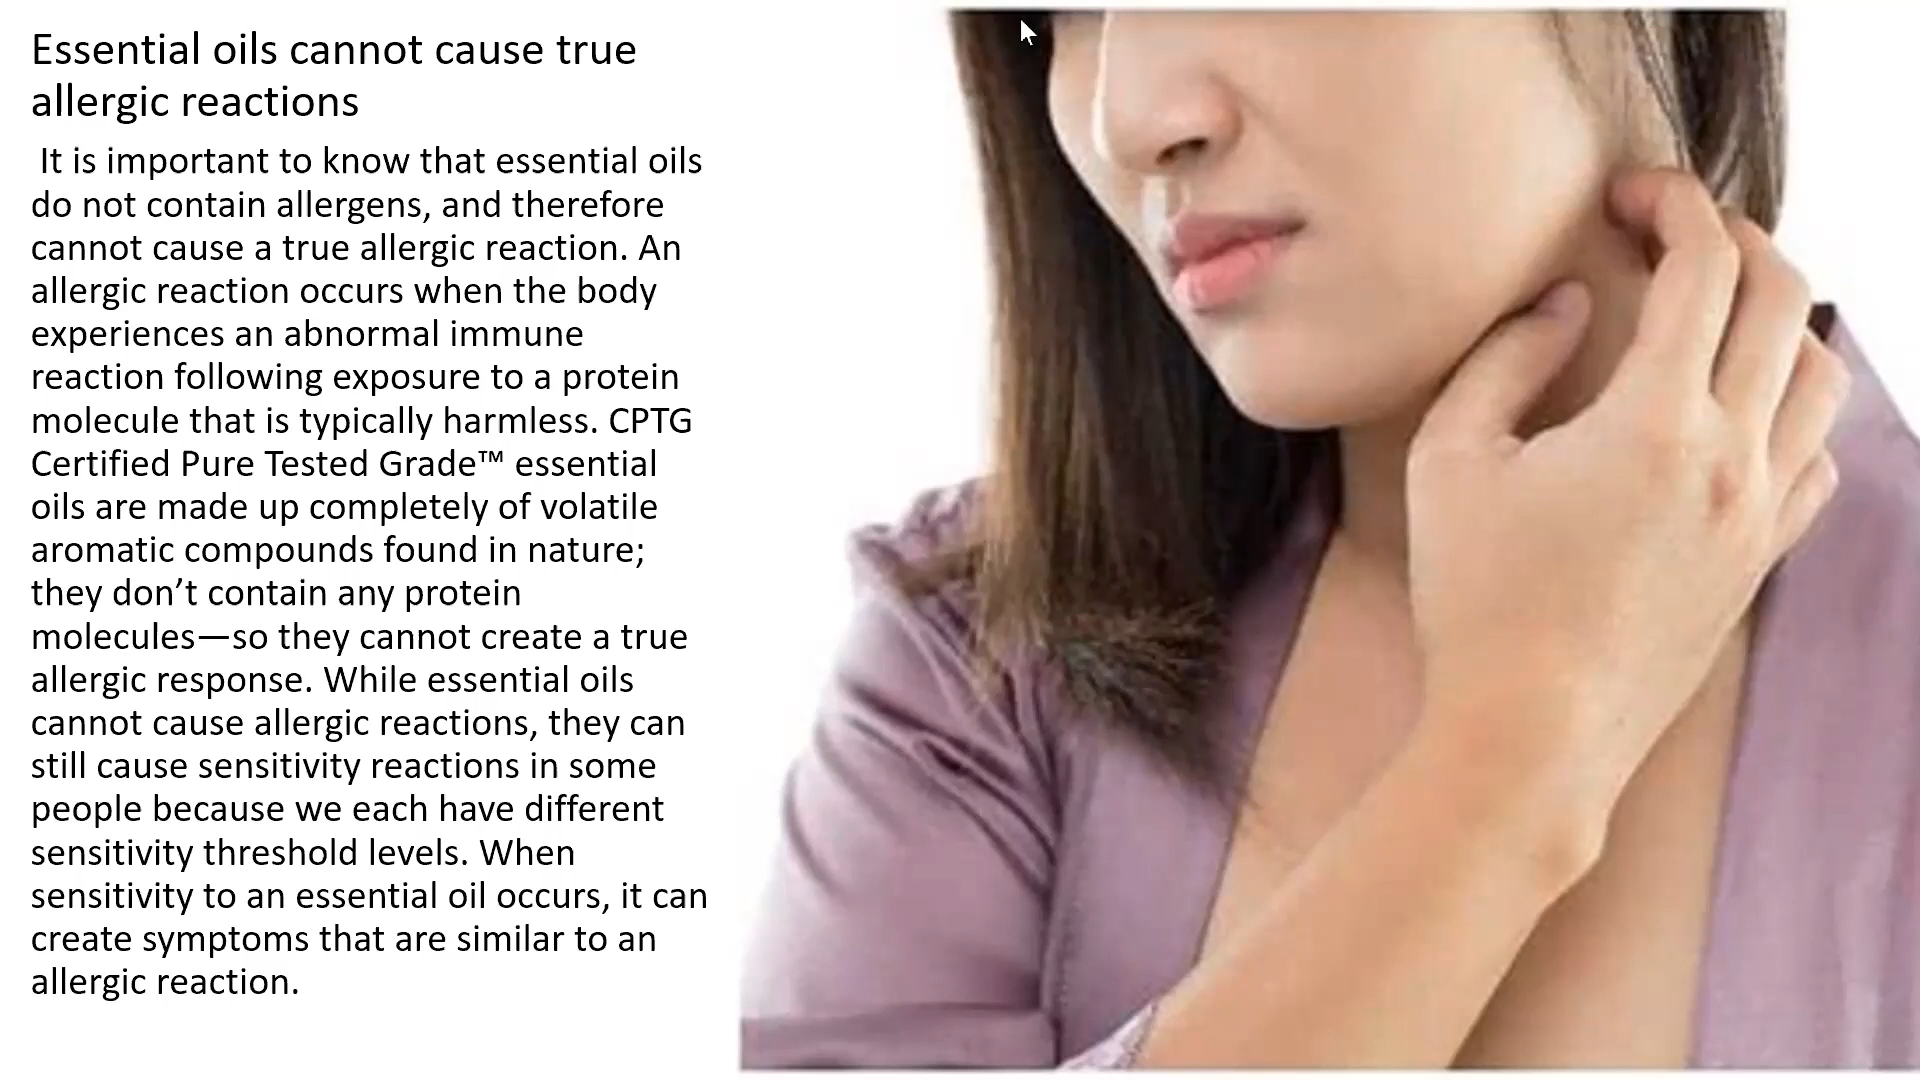 Essential oils cannot cause true
allergic reactions
It is important to know that essential oils
do not contain allergens, and therefore
cannot cause a true allergic reaction. An
allergic reaction occurs when the body
experiences an abnormal immune
reaction following exposure to a protein
molecule that is typically harmless. CPTG
Certified Pure Tested Grade™ essential
oils are made up completely of volatile
aromatic compounds found in nature;
they don’t contain any protein
molecules—so they cannot create a true
allergic response. While essential oils
cannot cause allergic reactions, they can
still cause sensitivity reactions in some
people because we each have different
sensitivity threshold levels. When
sensitivity to an essential oil occurs, it can
create symptoms that are similar to an
allergic reaction.